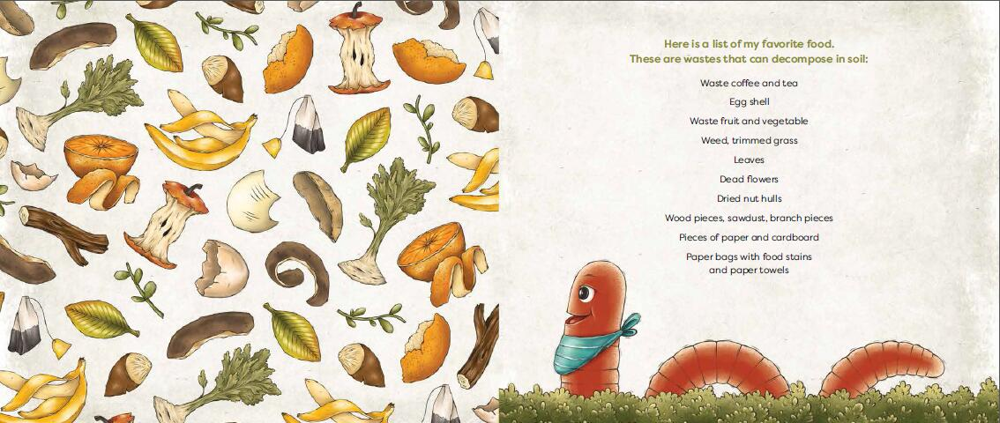 Here is a list of my favorite food.
These are wastes that can decompose in soil:
Waste coffee and tea
Egg shell
Waste fruit and vegetable
Weed, trimmed grass
Leaves
Dead flowers
Dried nut hulls
Wood pieces, sawdust, branch pieces
Pieces of paper and cardboard
Paper bags with food stains
and paper towels